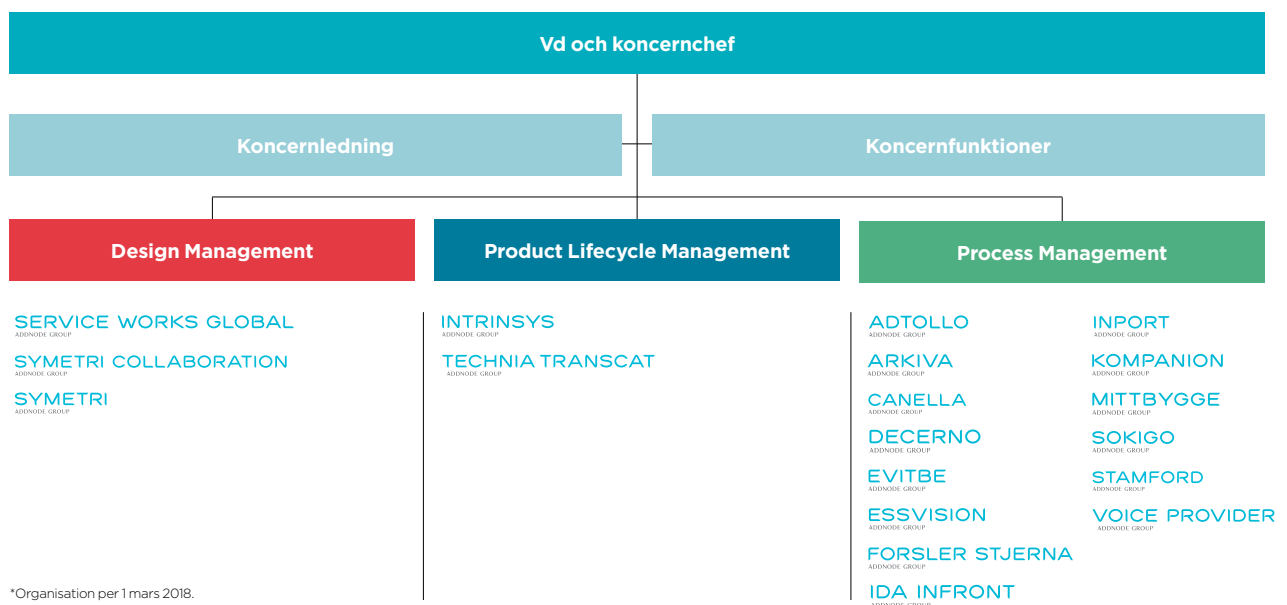 Vd och koncernchef
Koncernledning
Koncernfunktioner
Design Management
Product Lifecycle Management
Process Management
SERVICE WORKS GLOBAL
ADDNODE GROUP
SYMETRI COLLABORATION
ADDNODE GROUP
SYMETRI
ADDNODE GROUP
INTRINSYS
ADDNODE GROUP
TECHNIA TRANSCAT
ADDNODE GROUP
ADTOLLO
ADDNODE GROUP
ARKIVA
ADDNODE GROUP
CANELLA
ADDNODE GROUP
DECERNO
ADDNODE GROUP
EVITBE
ADDNODE GROUP
ESSVISION
ADDNODE GROUP
FORSLER STJERNA
ADDNODE GROUP
IDA INFRONT
ADDNODE GROUP
INPORT
ADDNODE GROUP
KOMPANION
ADDNODE GROUP
MITTBYGGE
ADDNODE GROUP
SOKIGO
ADDNODE GROUP
STAMFORD
ADDNODE GROUP
VOICE PROVIDER
ADDNODE GROUP
*Organisation per 1 mars 2018.